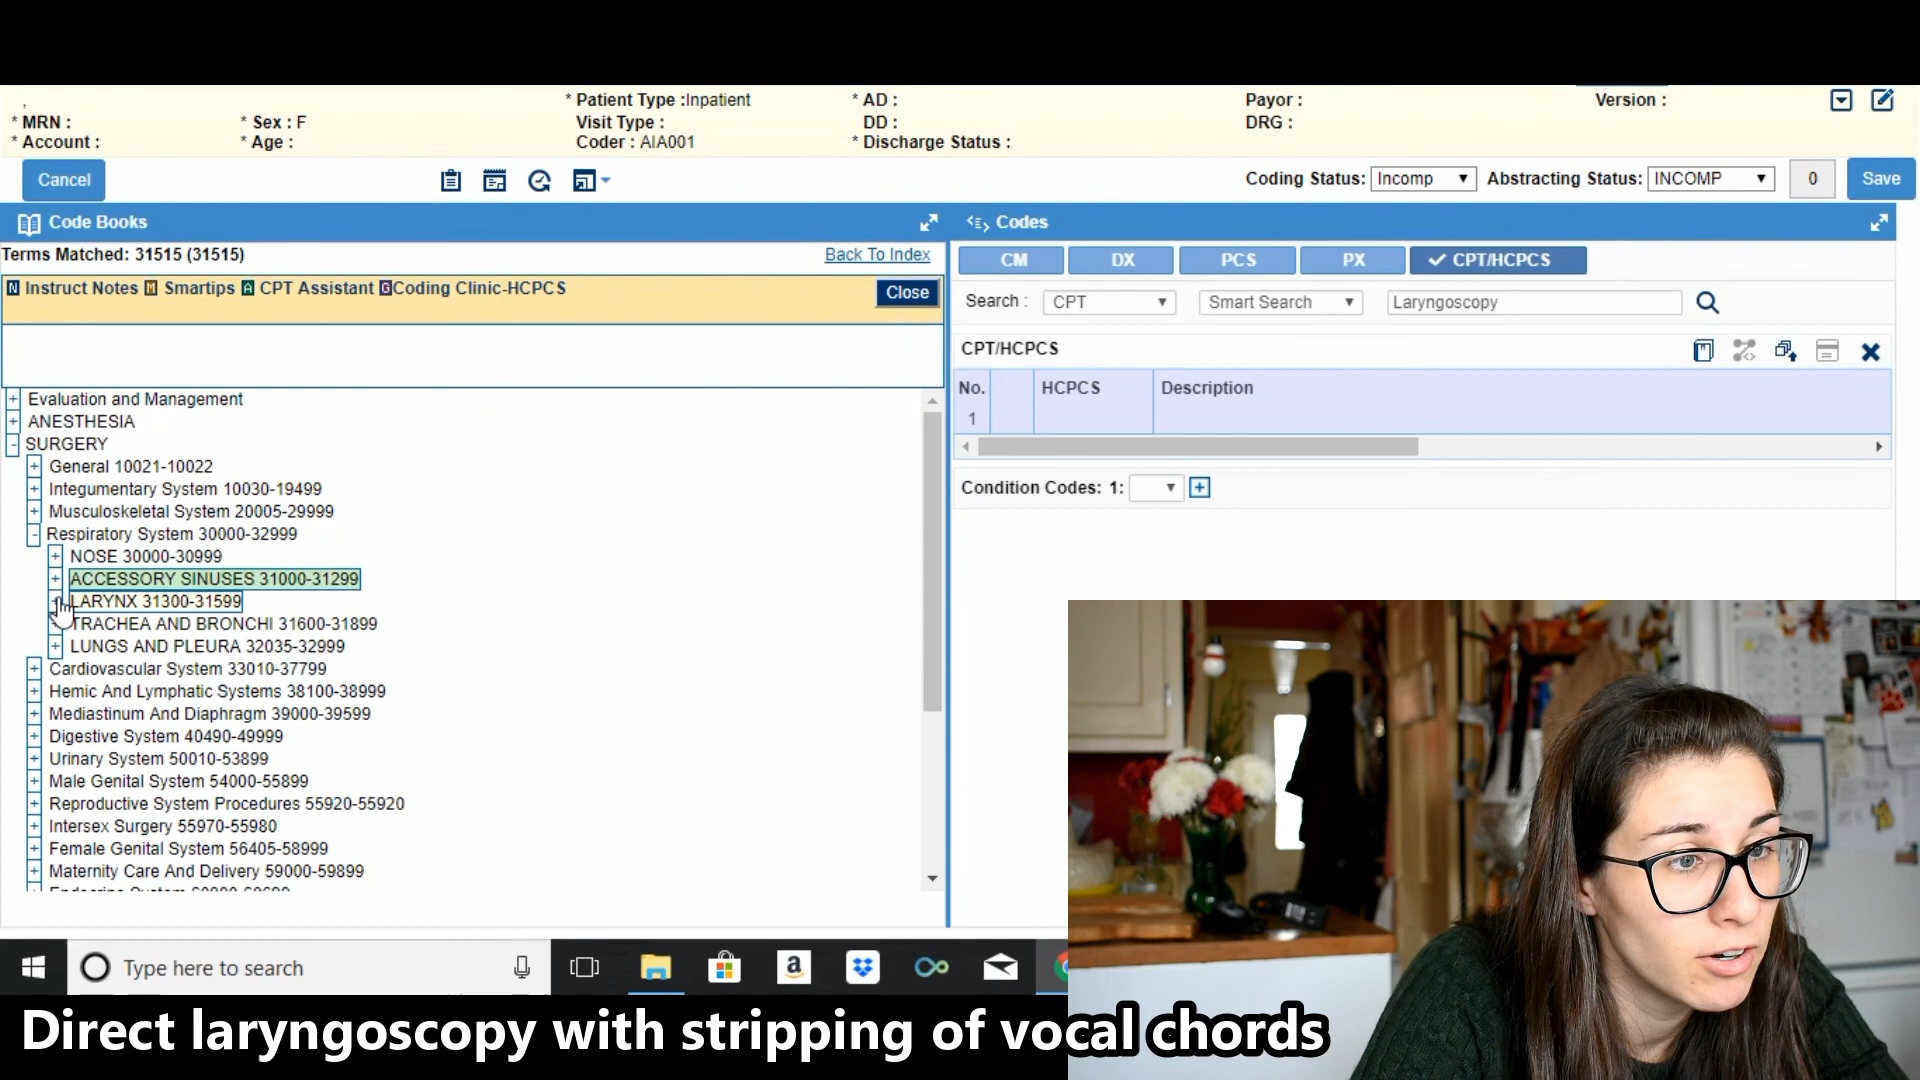 * Patient Type :Inpatient
* AD :
Payor :
Version :
* MRN :
* Sex : F
Visit Type :
DD :
DRG :
* Account :
* Age :
Coder : AIA001
* Discharge Status :
Cancel
Coding Status: Incomp
Abstracting Status: INCOMP
0
Save
Code Books
Terms Matched: 31515 (31515)
Back To Index
N Instruct Notes M Smartips A CPT Assistant G Coding Clinic-HCPCS
Close
Evaluation and Management
ANESTHESIA
SURGERY
General 10021-10022
Integumentary System 10030-19499
Musculoskeletal System 20005-29999
Respiratory System 30000-32999
NOSE 30000-30999
ACCESSORY SINUSES 31000-31299
LARYNX 31300-31599
TRACHEA AND BRONCHI 31600-31899
LUNGS AND PLEURA 32035-32999
Cardiovascular System 33010-37799
Hemic And Lymphatic Systems 38100-38999
Mediastinum And Diaphragm 39000-39599
Digestive System 40490-49999
Urinary System 50010-53899
Male Genital System 54000-55899
Reproductive System Procedures 55920-55920
Intersex Surgery 55970-55980
Female Genital System 56405-58999
Maternity Care And Delivery 59000-59899
Codes
CM
DX
PCS
PX
CPT/HCPCS
Search : CPT
Smart Search
Laryngoscopy
CPT/HCPCS
No.
HCPCS
Description
1
Condition Codes: 1:
Type here to search
a
Direct laryngoscopy with stripping of vocal chords